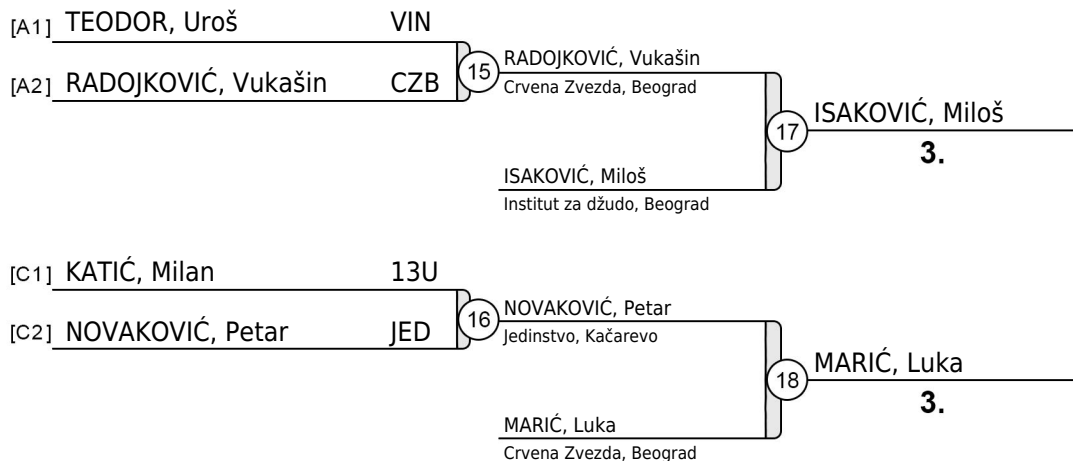 [A1] TEODOR, Uroš VIN
[A2] RADOJKOVIĆ, Vukašin CZB
15
RADOJKOVIĆ, Vukašin
Crvena Zvezda, Beograd
17
ISAKOVIĆ, Miloš
3.
ISAKOVIĆ, Miloš
Institut za džudo, Beograd
[C1] KATIĆ, Milan 13U
[C2] NOVAKOVIĆ, Petar JED
16
NOVAKOVIĆ, Petar
Jedinstvo, Kačarevo
18
MARIĆ, Luka
3.
MARIĆ, Luka
Crvena Zvezda, Beograd